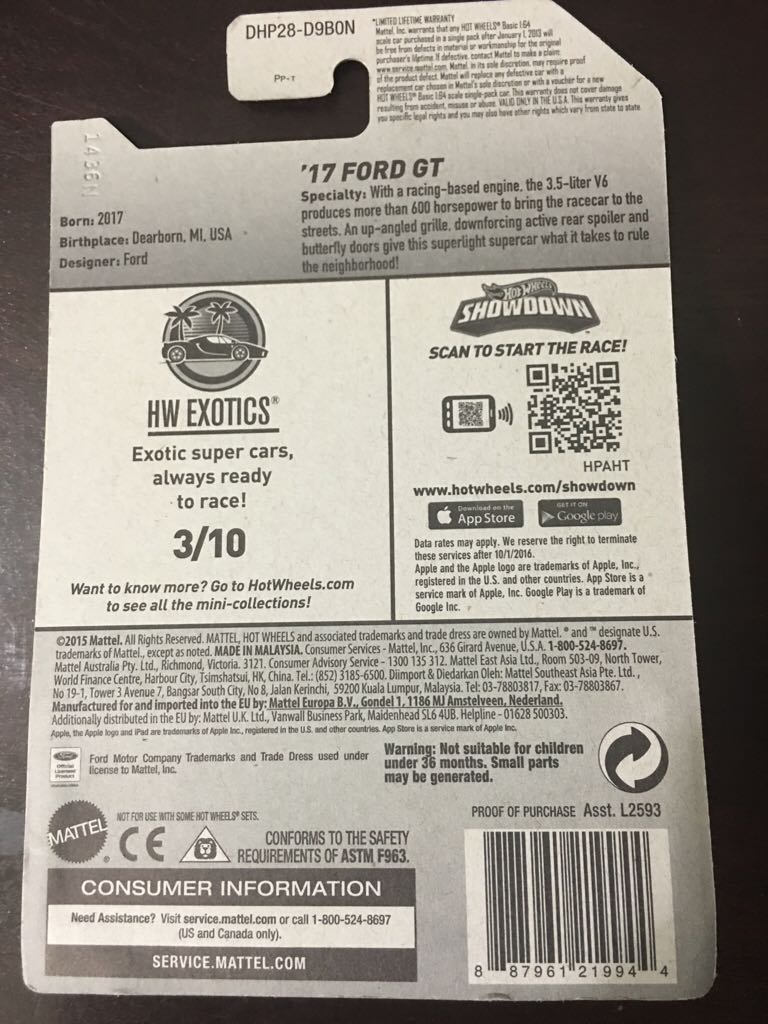 DHP28-D9B0N
PP-T
*LIMITED LIFETIME WARRANTY
Mattel, Inc. warrants that any HOT WHEELS® Basic 1:64
scale car purchased in a single pack after January 1, 2013 will
be free from defects in material or workmanship for the original
purchaser's lifetime. If defective, contact Mattel to make a claim:
www.service.mattel.com. Mattel, in its sole discretion, may require proof
of the product defect. Mattel will replace any defective car with a
replacement car chosen in Mattel's sole discretion or with a voucher for a new
HOT WHEELS® Basic 1:64 scale single-pack car. This warranty does not cover damage
resulting from accident, misuse or abuse. VALID ONLY IN THE U.S.A. This warranty gives
you specific legal rights and you may also have other rights which vary from state to state.
1436N
'17 FORD GT
Born: 2017
Birthplace: Dearborn, MI, USA
Designer: Ford
Specialty: With a racing-based engine, the 3.5-liter V6
produces more than 600 horsepower to bring the racecar to the
streets. An up-angled grille, downforcing active rear spoiler and
butterfly doors give this superlight supercar what it takes to rule
the neighborhood!
HW EXOTICS®
Exotic super cars,
always ready
to race!
3/10
Want to know more? Go to HotWheels.com
to see all the mini-collections!
HOT WHEELS
SHOWDOWN™
SCAN TO START THE RACE!
HPAHT
www.hotwheels.com/showdown
Download on the
App Store
GET IT ON
Google play
Data rates may apply. We reserve the right to terminate
these services after 10/1/2016.
Apple and the Apple logo are trademarks of Apple, Inc.,
registered in the U.S. and other countries. App Store is a
service mark of Apple, Inc. Google Play is a trademark of
Google Inc.
©2015 Mattel. All Rights Reserved. MATTEL, HOT WHEELS and associated trademarks and trade dress are owned by Mattel. ® and ™ designate U.S.
trademarks of Mattel, except as noted. MADE IN MALAYSIA. Consumer Services - Mattel, Inc., 636 Girard Avenue, U.S.A. 1-800-524-8697.
Mattel Australia Pty. Ltd., Richmond, Victoria. 3121. Consumer Advisory Service - 1300 135 312. Mattel East Asia Ltd., Room 503-09, North Tower,
World Finance Centre, Harbour City, Tsimshatsui, HK, China. Tel.: (852) 3185-6500. Diimport & Diedarkan Oleh: Mattel Southeast Asia Pte. Ltd.,
No 19-1, Tower 3 Avenue 7, Bangsar South City, No 8, Jalan Kerinchi, 59200 Kuala Lumpur, Malaysia. Tel: 03-78803817, Fax: 03-78803867.
Manufactured for and imported into the EU by: Mattel Europa B.V., Gondel 1, 1186 MJ Amstelveen, Nederland.
Additionally distributed in the EU by: Mattel U.K. Ltd., Vanwall Business Park, Maidenhead SL6 4UB. Helpline - 01628 500303.
Apple, the Apple logo and iPad are trademarks of Apple Inc., registered in the U.S. and other countries. App Store is a service mark of Apple Inc.
Ford
Official
Licensed
Product
Ford Motor Company Trademarks and Trade Dress used under
license to Mattel, Inc.
Warning: Not suitable for children
under 36 months. Small parts
may be generated.
MATTEL®
NOT FOR USE WITH SOME HOT WHEELS® SETS.
CE
CONFORMS TO THE SAFETY
REQUIREMENTS OF ASTM F963.
PROOF OF PURCHASE Asst. L2593
CONSUMER INFORMATION
Need Assistance? Visit service.mattel.com or call 1-800-524-8697
(US and Canada only).
SERVICE.MATTEL.COM
8 87961 21994 4